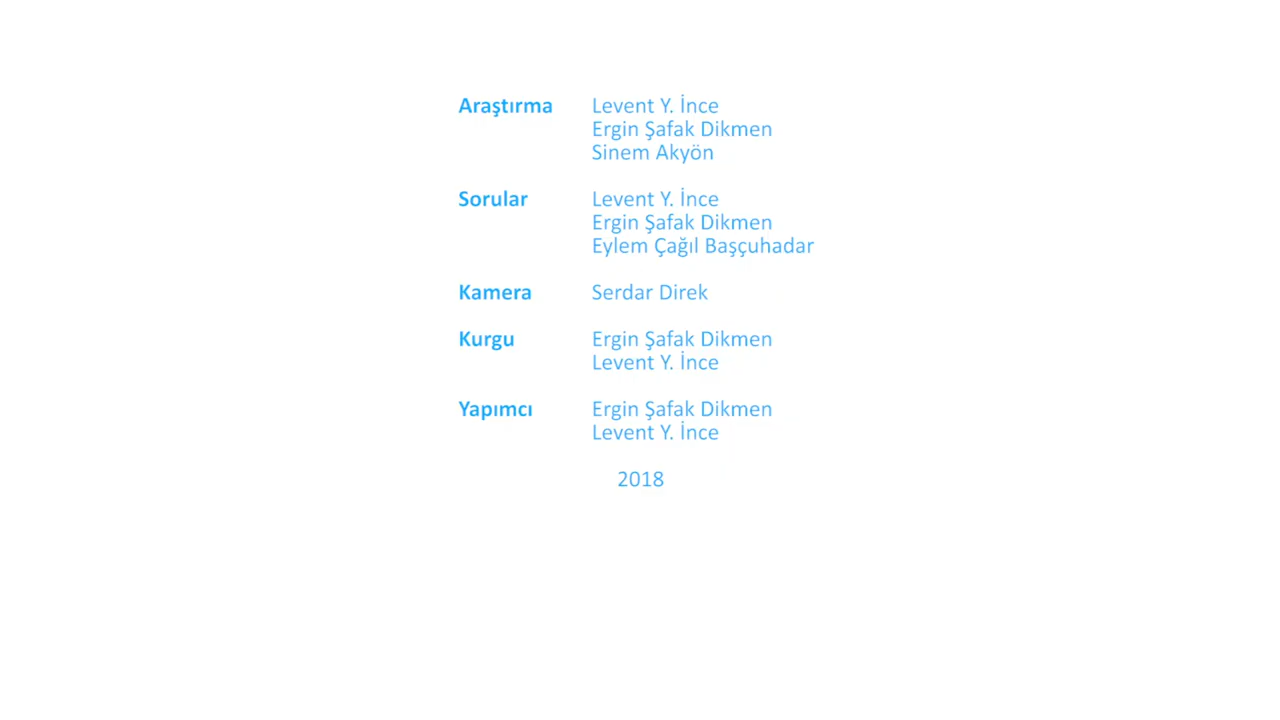 Araştırma Levent Y. İnce
Ergin Şafak Dikmen
Sinem Akyön
Sorular Levent Y. İnce
Ergin Şafak Dikmen
Eylem Çağıl Başçuhadar
Kamera Serdar Direk
Kurgu Ergin Şafak Dikmen
Levent Y. İnce
Yapımcı Ergin Şafak Dikmen
Levent Y. İnce
2018